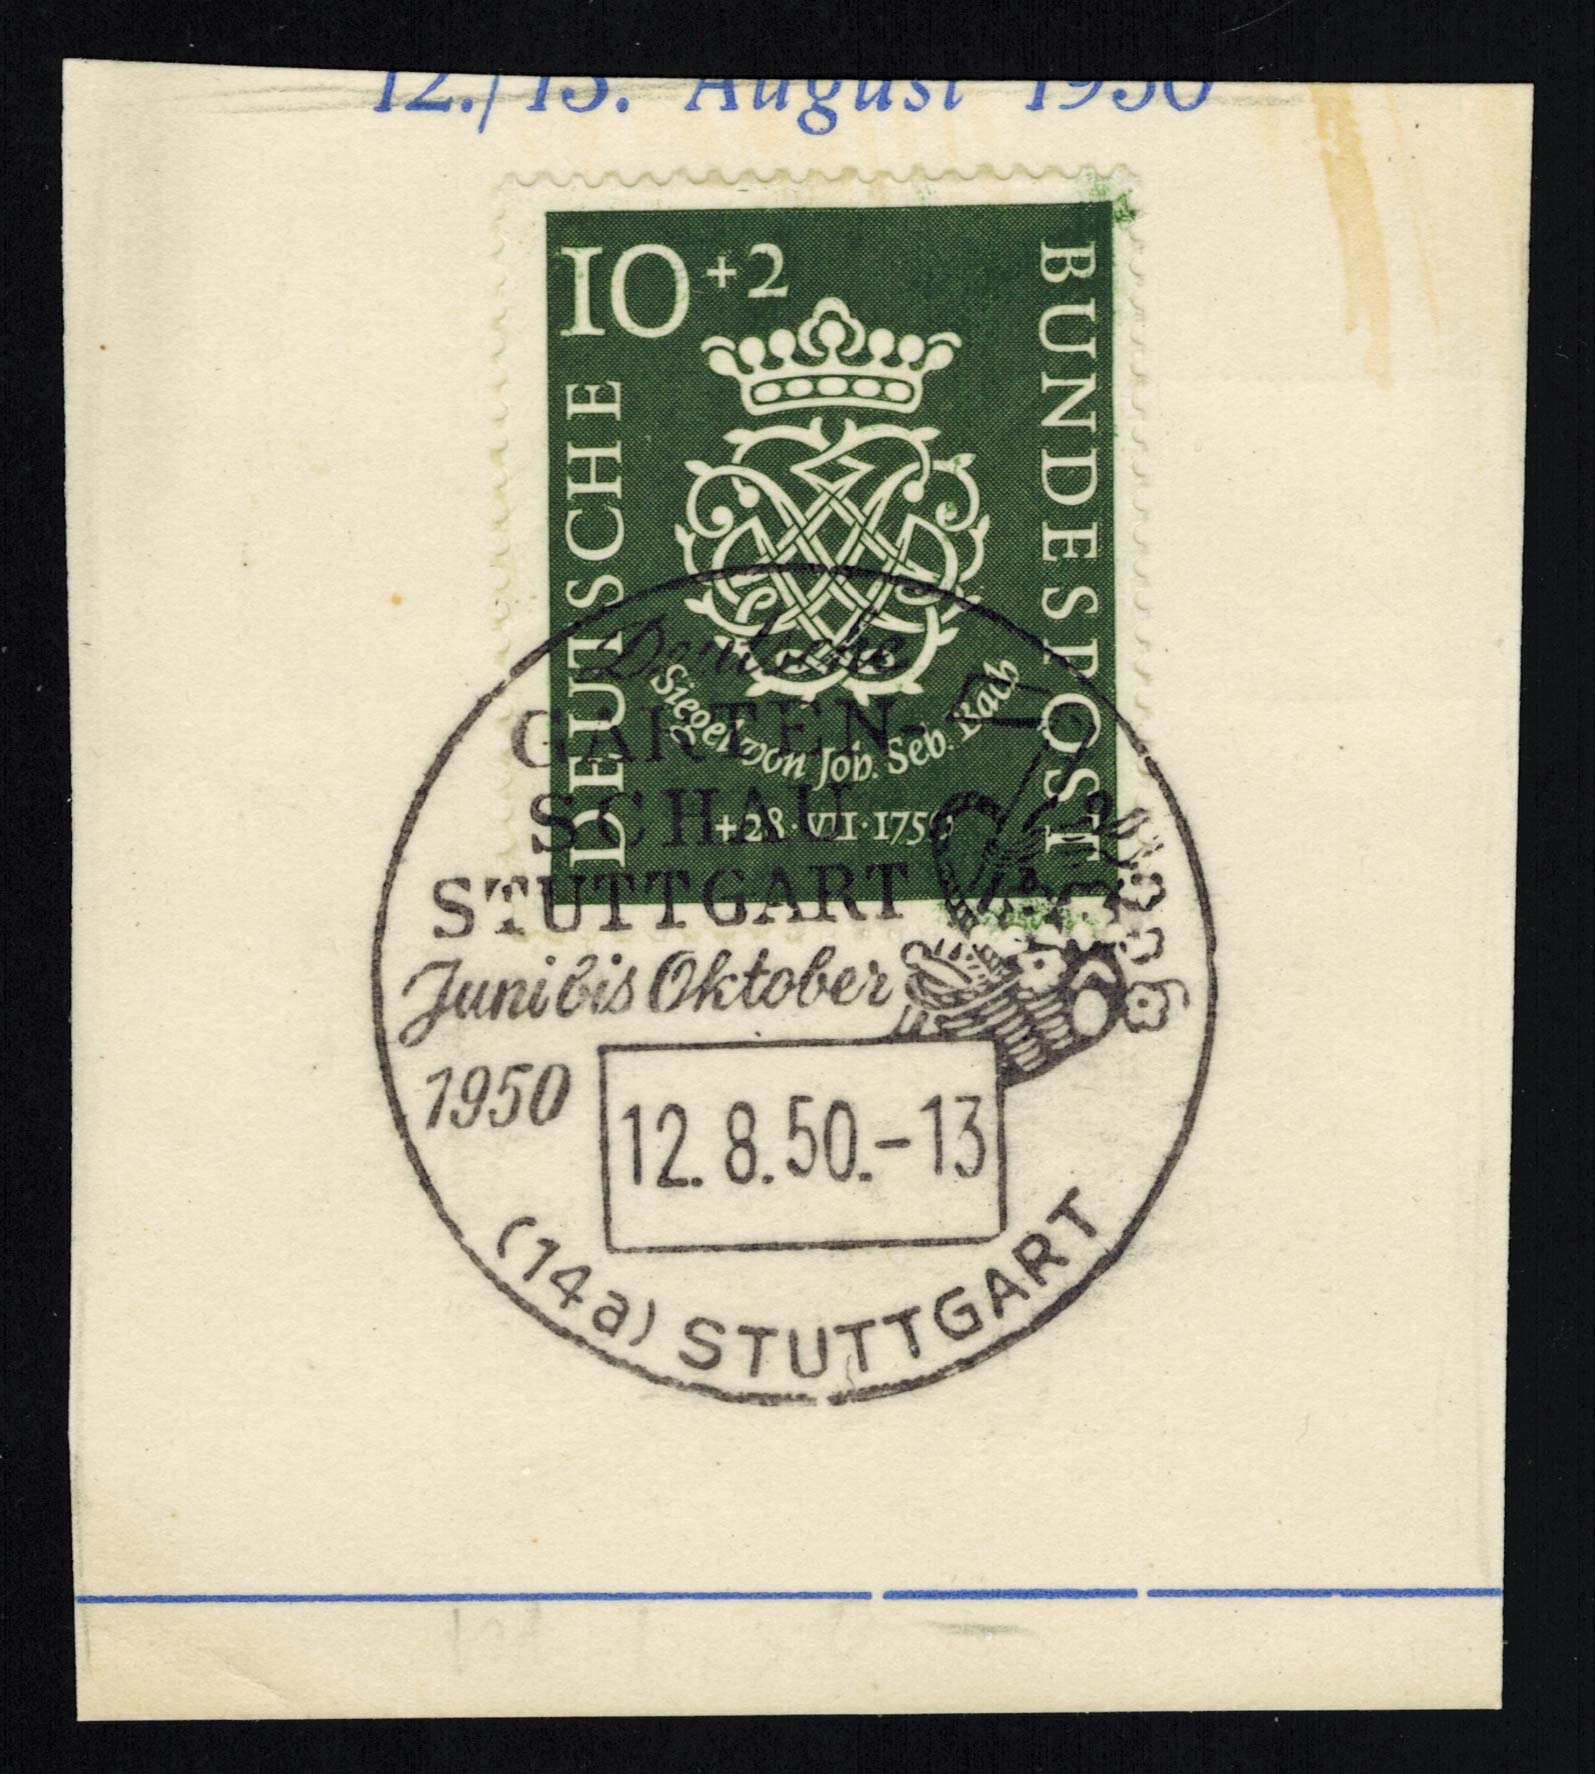 12./13. August 1950
10+2
DEUTSCHE
BUNDESPOST
Siegel von Joh. Seb. Bach
+ 28 · VII · 1750
Deutsche
GARTEN-
SCHAU
STUTTGART
Juni bis Oktober
1950
12. 8. 50.-13
(14a) STUTTGART